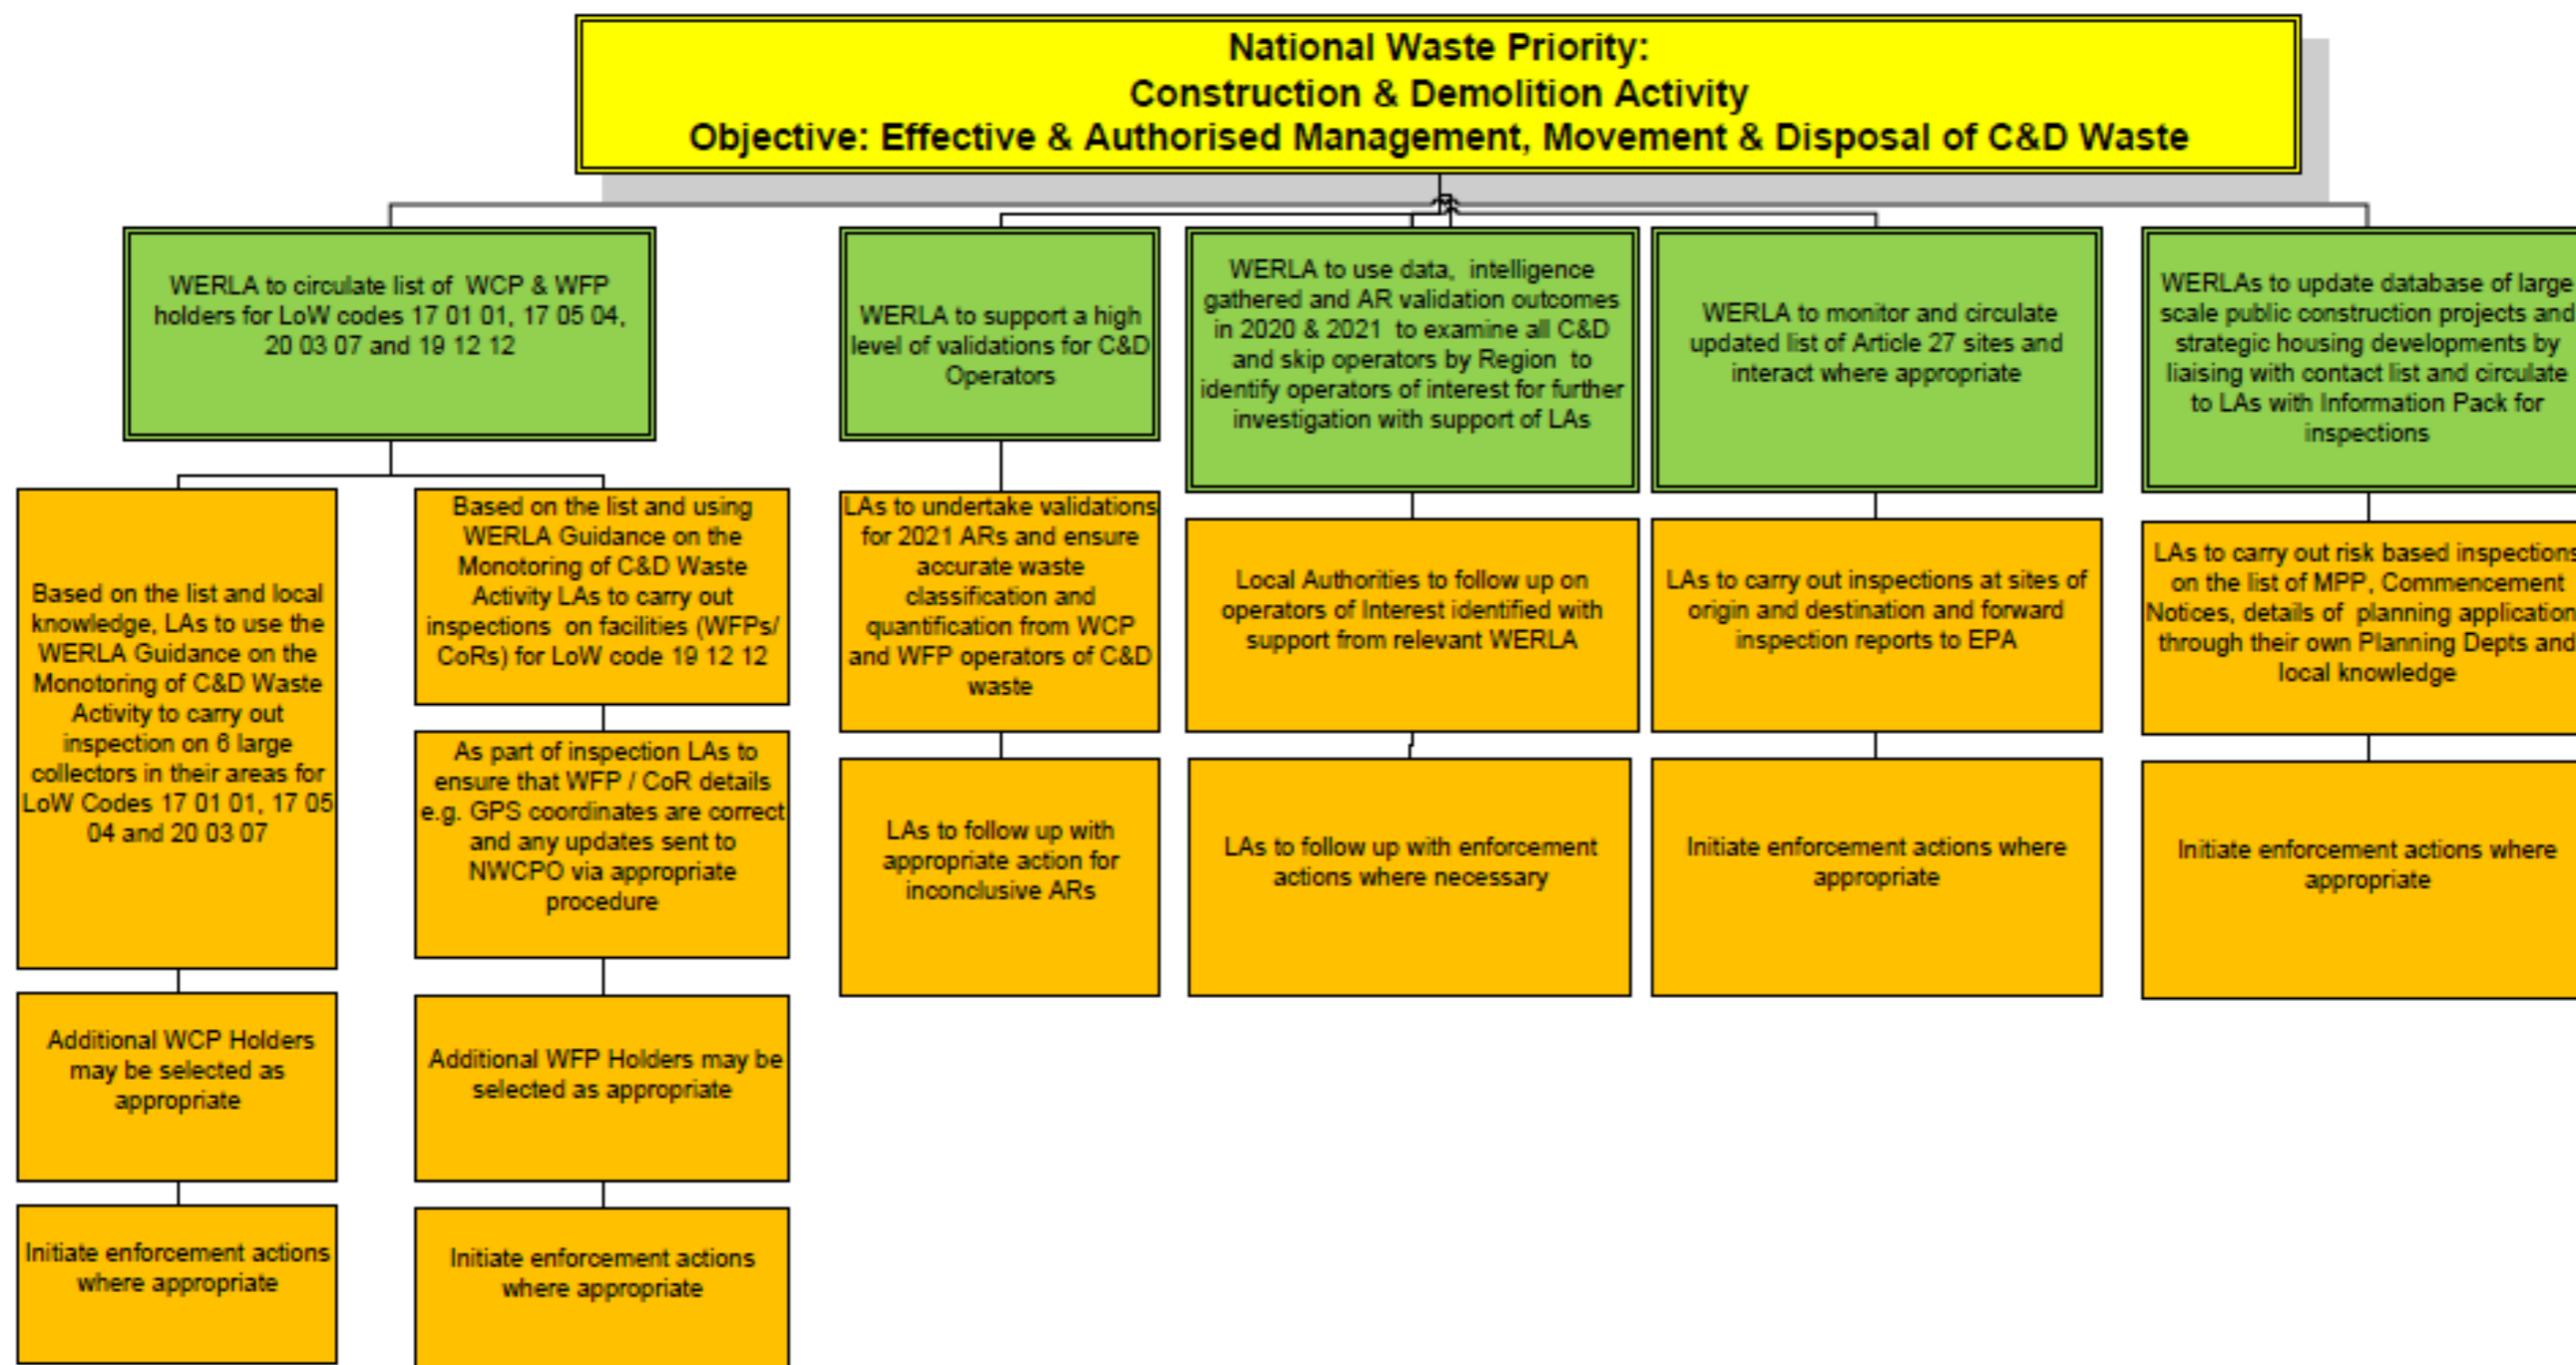 National Waste Priority:
Construction & Demolition Activity
Objective: Effective & Authorised Management, Movement & Disposal of C&D Waste
WERLA to circulate list of WCP & WFP
holders for LoW codes 17 01 01, 17 05 04,
20 03 07 and 19 12 12
WERLA to support a high
level of validations for C&D
Operators
WERLA to use data, intelligence
gathered and AR validation outcomes
in 2020 & 2021 to examine all C&D
and skip operators by Region to
identify operators of interest for further
investigation with support of LAs
WERLA to monitor and circulate
updated list of Article 27 sites and
interact where appropriate
WERLAs to update database of large
scale public construction projects and
strategic housing developments by
liaising with contact list and circulate
to LAs with Information Pack for
inspections
Based on the list and local
knowledge, LAs to use the
WERLA Guidance on the
Monotoring of C&D Waste
Activity to carry out
inspection on 6 large
collectors in their areas for
LoW Codes 17 01 01, 17 05
04 and 20 03 07
Additional WCP Holders
may be selected as
appropriate
Initiate enforcement actions
where appropriate
Based on the list and using
WERLA Guidance on the
Monotoring of C&D Waste
Activity LAs to carry out
inspections on facilities (WFPs/
CoRs) for LoW code 19 12 12
As part of inspection LAs to
ensure that WFP / CoR details
e.g. GPS coordinates are correct
and any updates sent to
NWCPO via appropriate
procedure
Additional WFP Holders may be
selected as appropriate
Initiate enforcement actions
where appropriate
LAs to undertake validations
for 2021 ARs and ensure
accurate waste
classification and
quantification from WCP
and WFP operators of C&D
waste
LAs to follow up with
appropriate action for
inconclusive ARs
Local Authorities to follow up on
operators of Interest identified with
support from relevant WERLA
LAs to follow up with enforcement
actions where necessary
LAs to carry out inspections at sites of
origin and destination and forward
inspection reports to EPA
Initiate enforcement actions where
appropriate
LAs to carry out risk based inspections
on the list of MPP, Commencement
Notices, details of planning application
through their own Planning Depts and
local knowledge
Initiate enforcement actions where
appropriate